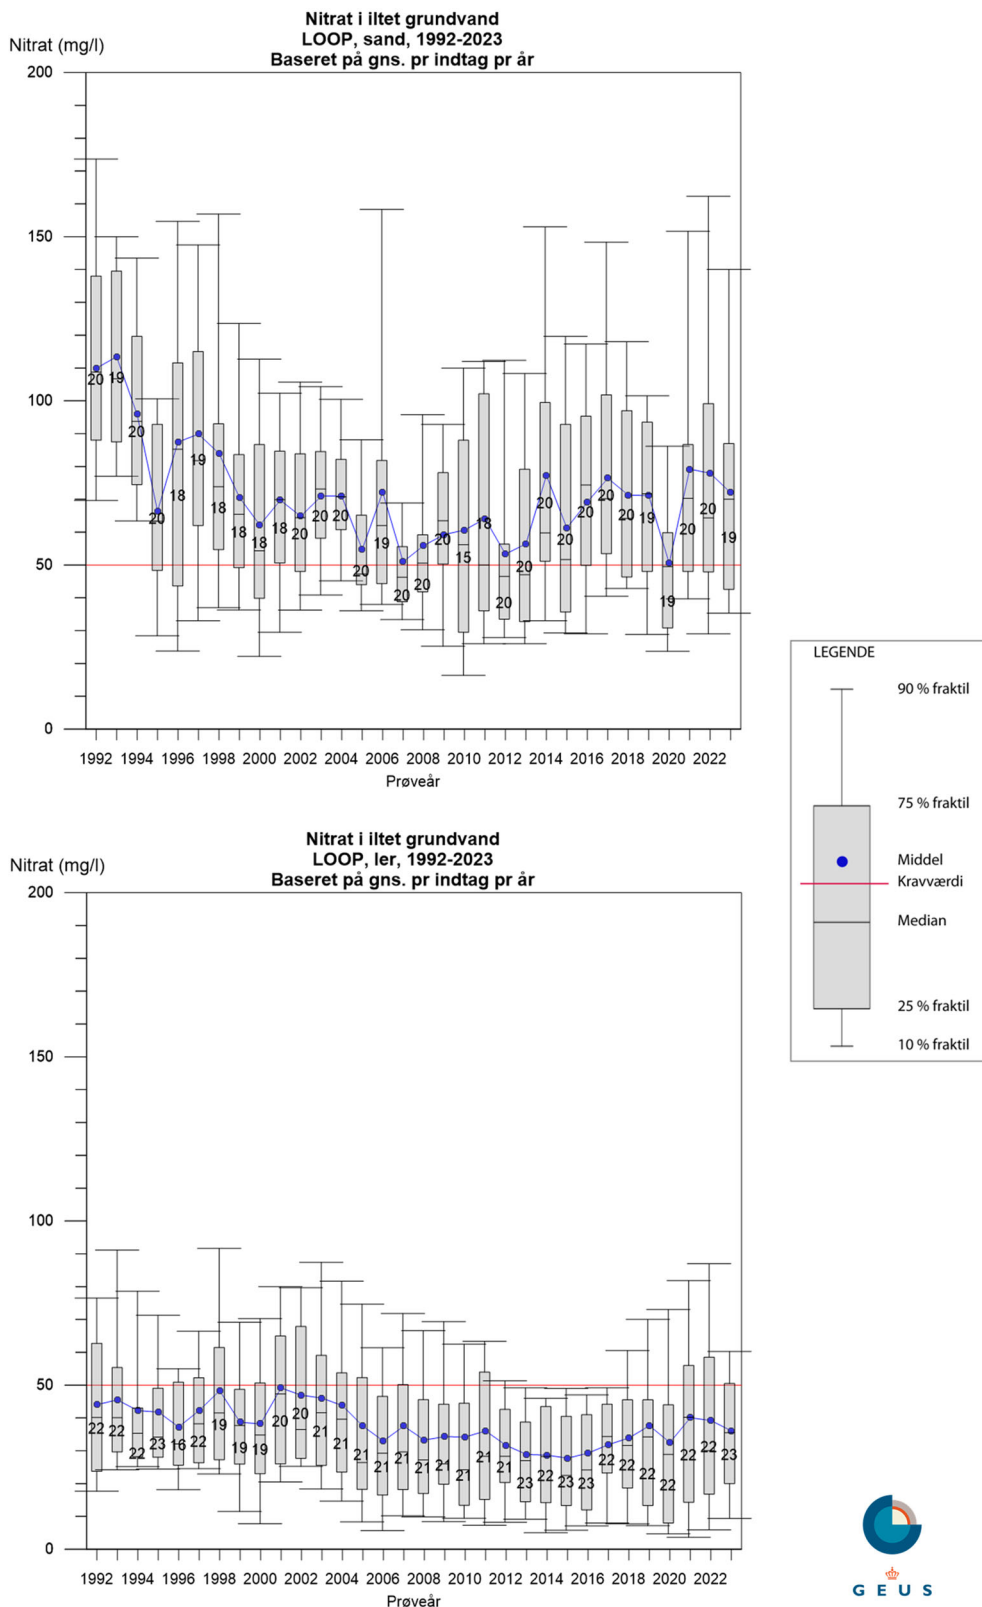 Nitrat i iltet grundvand
LOOP, sand, 1992-2023
Baseret på gns. pr indtag pr år
Nitrat (mg/l)
200
150
100
50
0
20 19 20 20 18 19 18 18 18 18 20 20 20 20 19 20 20 20 15 18 20 20 20 20 20 20 20 19 19 20 20 19
1992 1994 1996 1998 2000 2002 2004 2006 2008 2010 2012 2014 2016 2018 2020 2022
Prøveår
LEGENDE
90 % fraktil
75 % fraktil
Middel
Kravværdi
Median
25 % fraktil
10 % fraktil
Nitrat i iltet grundvand
LOOP, ler, 1992-2023
Baseret på gns. pr indtag pr år
Nitrat (mg/l)
200
150
100
50
0
22 22 22 23 16 22 19 19 19 20 20 21 21 21 21 21 21 21 21 21 21 23 22 23 23 22 22 22 22 22 22 23
1992 1994 1996 1998 2000 2002 2004 2006 2008 2010 2012 2014 2016 2018 2020 2022
Prøveår
G E U S